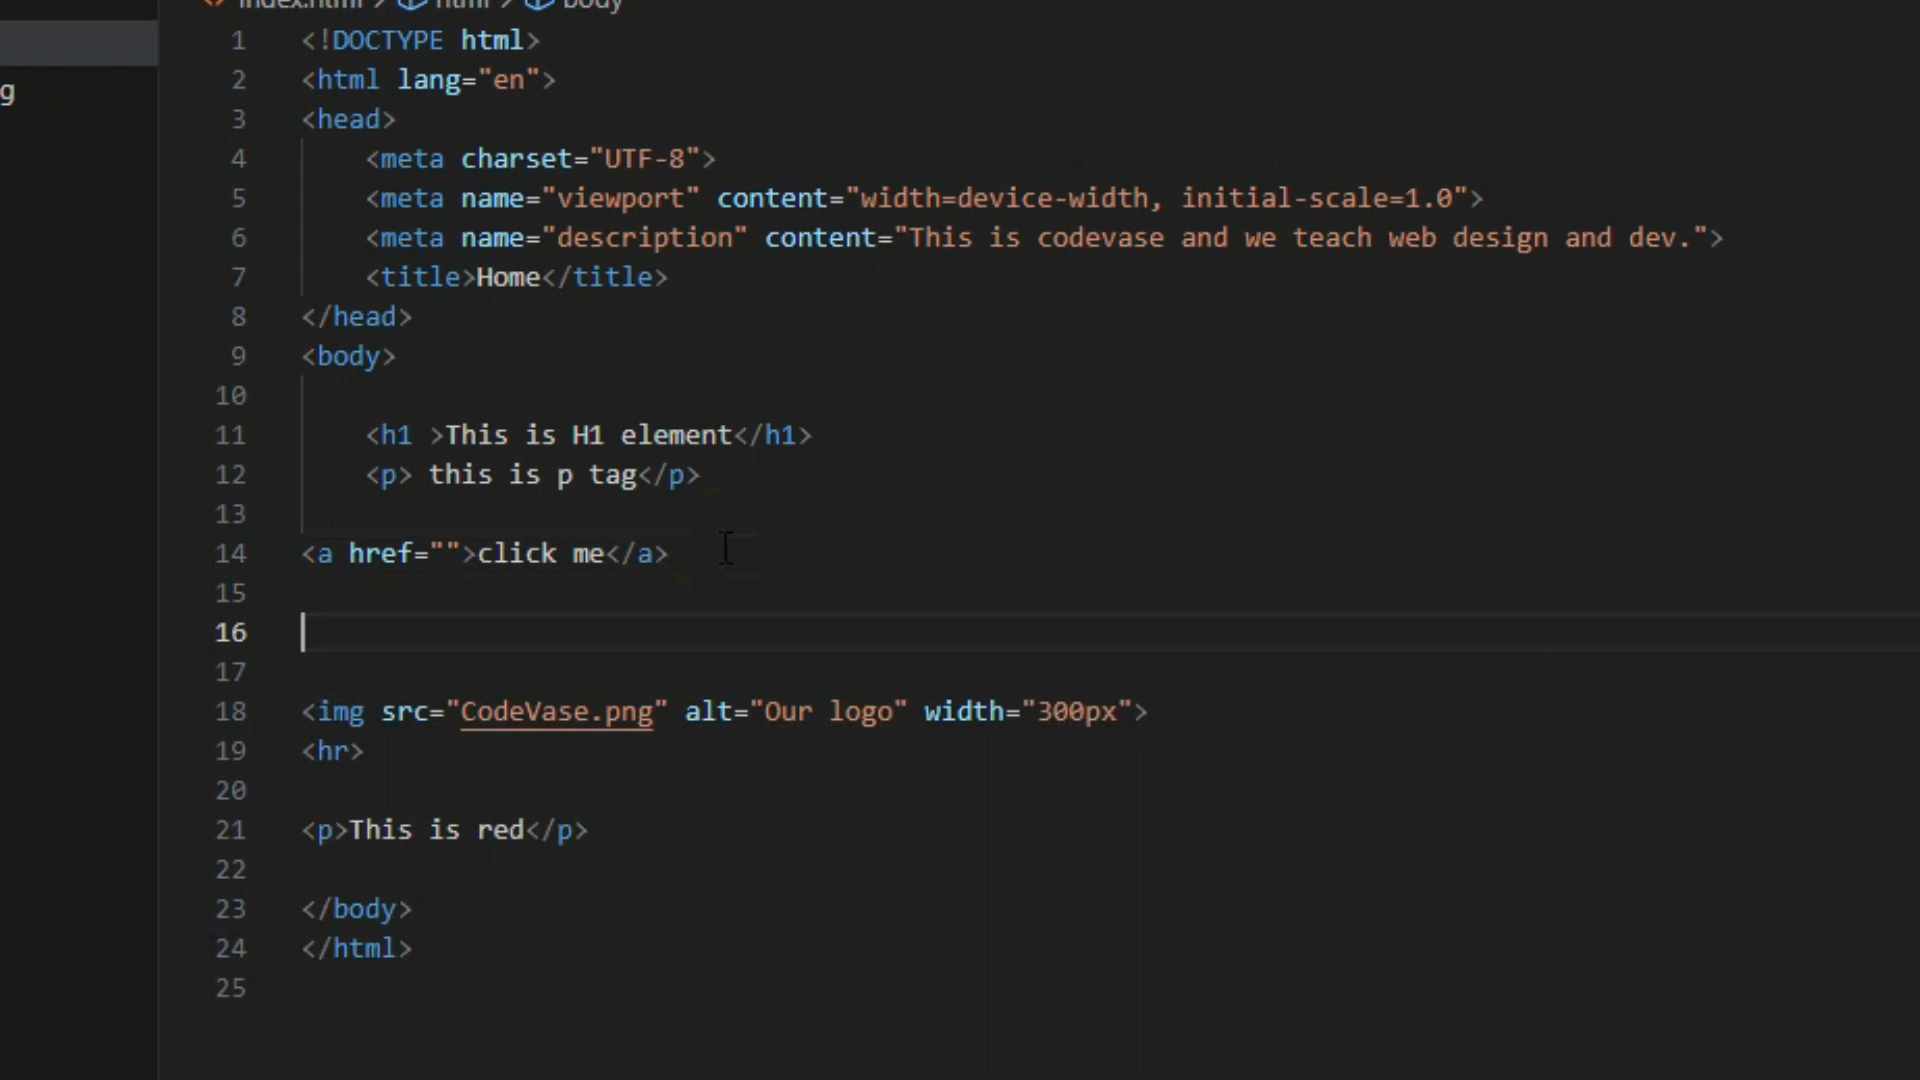 index.html > html > body
g
1 <!DOCTYPE html>
2 <html lang="en">
3 <head>
4 <meta charset="UTF-8">
5 <meta name="viewport" content="width=device-width, initial-scale=1.0">
6 <meta name="description" content="This is codevase and we teach web design and dev.">
7 <title>Home</title>
8 </head>
9 <body>
10
11 <h1 >This is H1 element</h1>
12 <p> this is p tag</p>
13
14 <a href="">click me</a>
15
16
17
18 <img src="CodeVase.png" alt="Our logo" width="300px">
19 <hr>
20
21 <p>This is red</p>
22
23 </body>
24 </html>
25